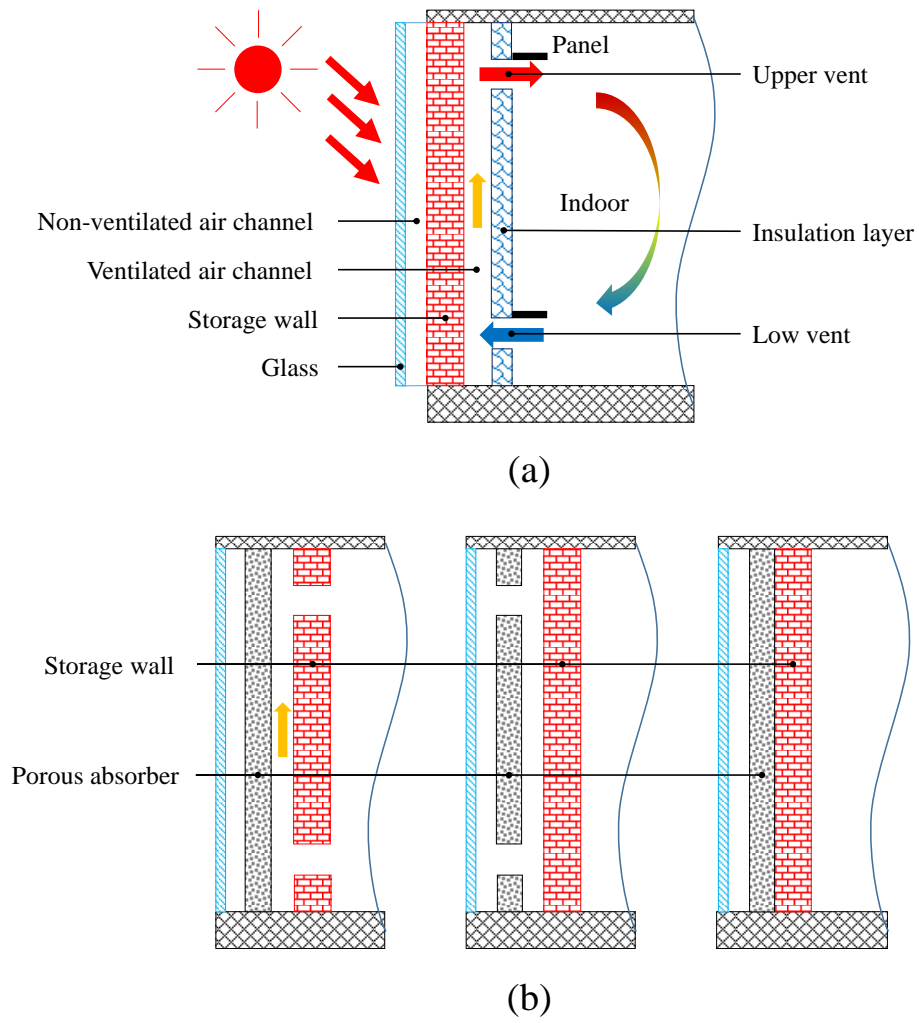 Panel
Upper vent
Non-ventilated air channel
Indoor
Insulation layer
Ventilated air channel
Storage wall
Low vent
Glass
(a)
Storage wall
Porous absorber
(b)